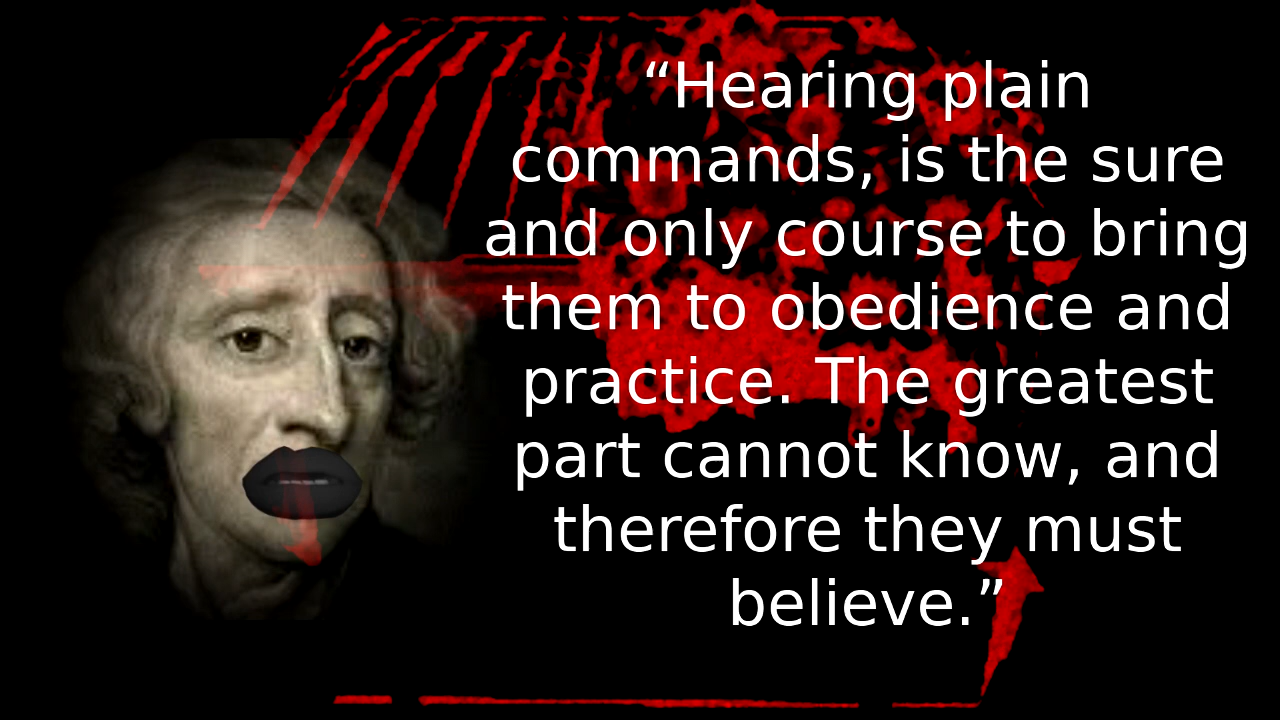 “Hearing plain
commands, is the sure
and only course to bring
them to obedience and
practice. The greatest
part cannot know, and
therefore they must
believe.”